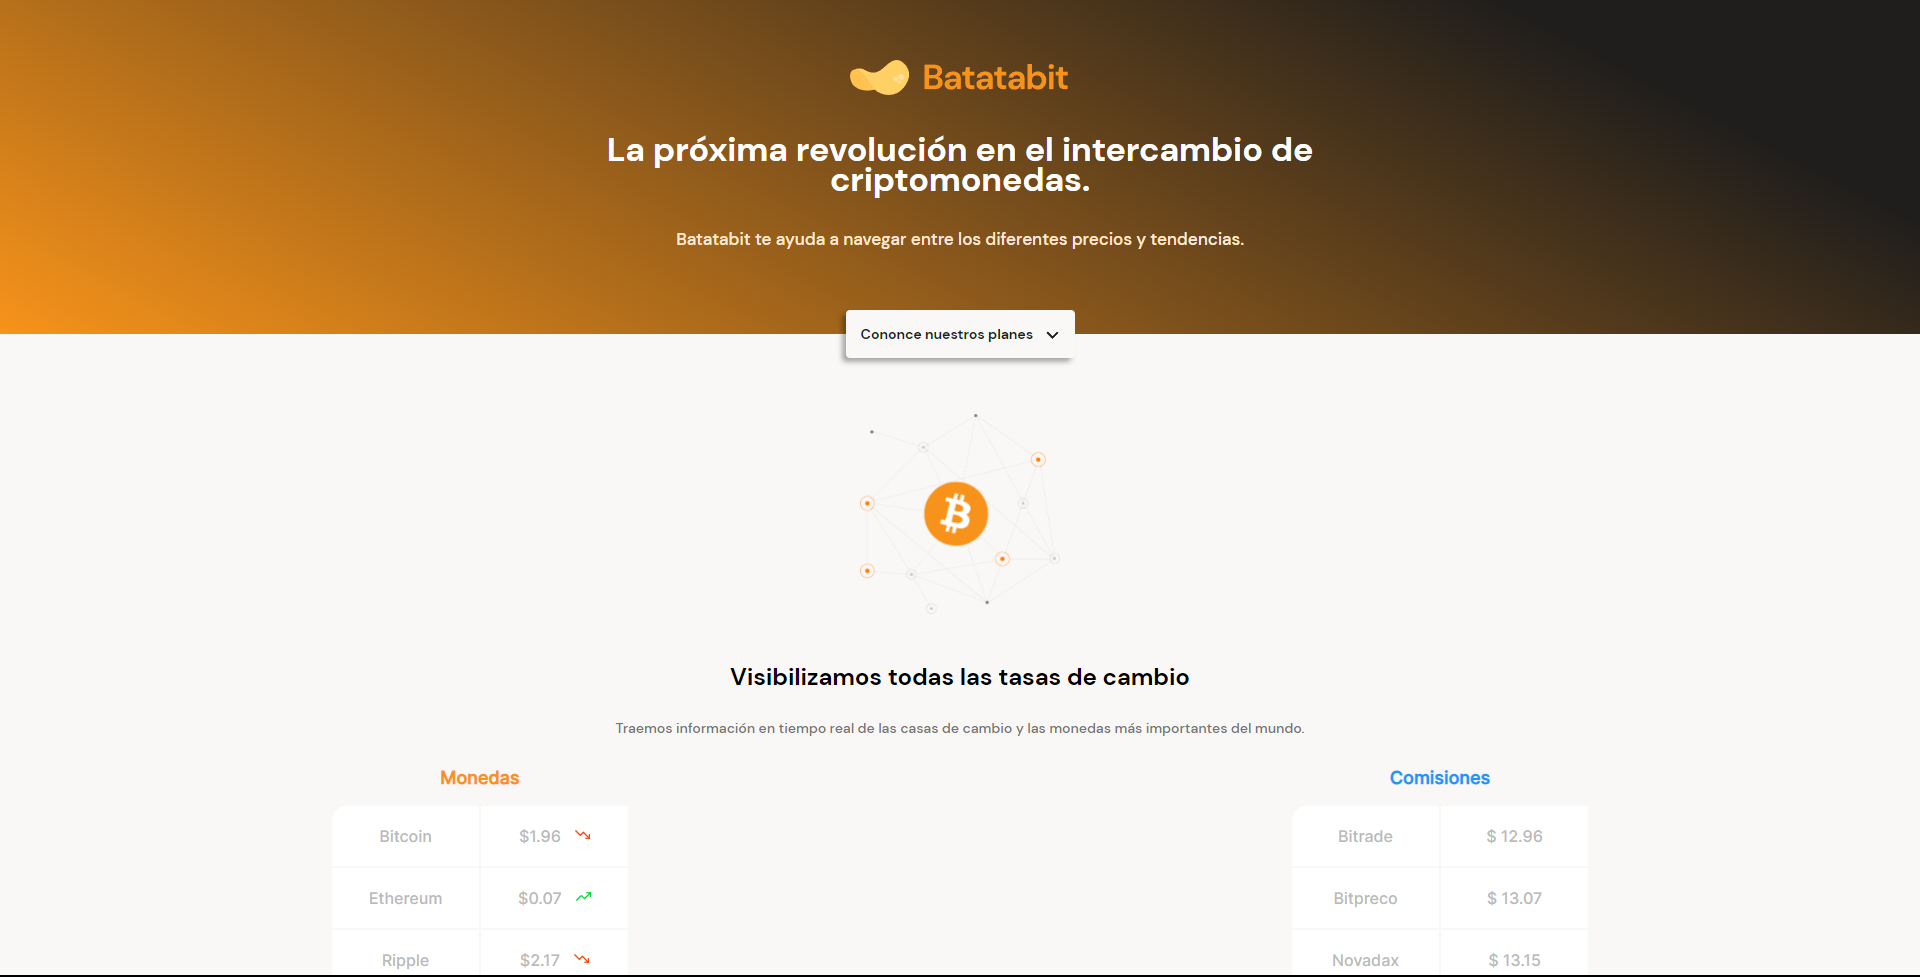 Batatabit
La próxima revolución en el intercambio de
criptomonedas.
Batatabit te ayuda a navegar entre los diferentes precios y tendencias.
Cononce nuestros planes
Visibilizamos todas las tasas de cambio
Traemos información en tiempo real de las casas de cambio y las monedas más importantes del mundo.
Monedas
Bitcoin $1.96
Ethereum $0.07
Ripple $2.17
Comisiones
Bitrade $ 12.96
Bitpreco $ 13.07
Novadax $ 13.15